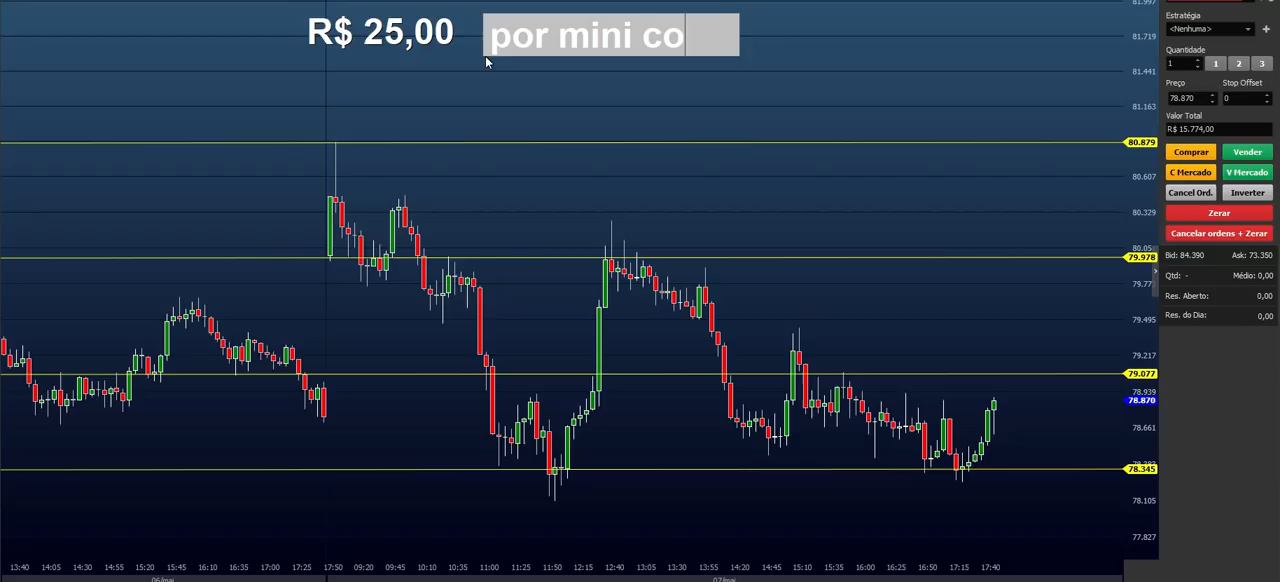 R$ 25,00 por mini co
81.997
81.719
81.441
81.163
80.879
80.607
80.329
79.978
79.495
79.217
79.077
78.939
78.870
78.661
78.345
78.105
77.827
13:40 14:05 14:30 14:55 15:20 15:45 16:10 16:35 17:00 17:25 17:50 09:20 09:45 10:10 10:35 11:00 11:25 11:50 12:15 12:40 13:05 13:30 13:55 14:20 14:45 15:10 15:35 16:00 16:25 16:50 17:15 17:40
06/mai 07/mai
Estratégia
<Nenhuma>
Quantidade
1 1 2 3
Preço Stop Offset
78.870 0
Valor Total
R$ 15.774,00
Comprar Vender
C Mercado V Mercado
Cancel Ord. Inverter
Zerar
Cancelar ordens + Zerar
Bid: 84.390 Ask: 73.350
Qtd: - Médio: 0,00
Res. Aberto: 0,00
Res. do Dia: 0,00